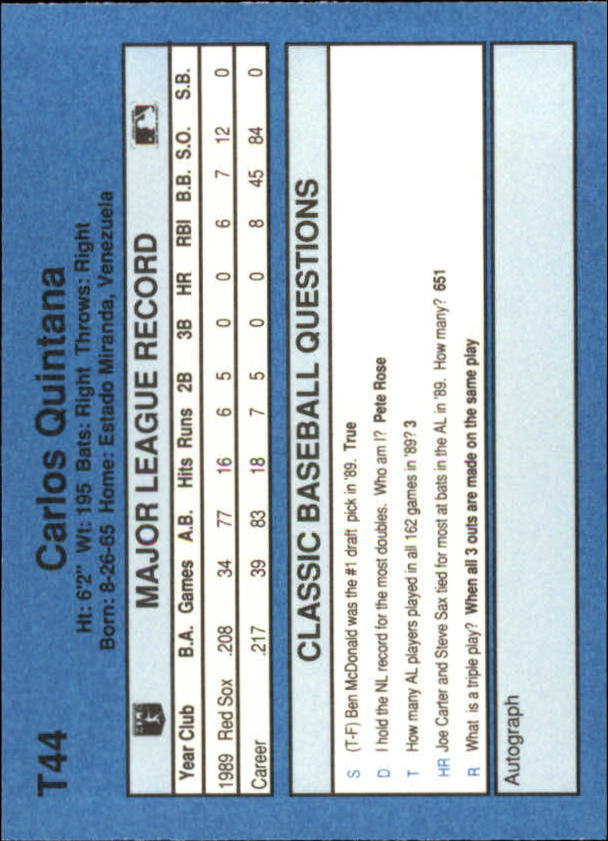 T44 Carlos Quintana
Ht: 6'2" Wt: 195 Bats: Right Throws: Right
Born: 8-26-65 Home: Estado Miranda, Venezuela
MAJOR LEAGUE RECORD
Year Club B.A. Games A.B. Hits Runs 2B 3B HR RBI B.B. S.O. S.B.
1989 Red Sox .208 34 77 16 6 5 0 0 6 7 12 0
Career .217 39 83 18 7 5 0 0 8 45 84 0
CLASSIC BASEBALL QUESTIONS
S (T-F) Ben McDonald was the #1 draft pick in '89. True
D I hold the NL record for the most doubles. Who am I? Pete Rose
T How many AL players played in all 162 games in '89? 3
HR Joe Carter and Steve Sax tied for most at bats in the AL in '89. How many? 651
R What is a triple play? When all 3 outs are made on the same play
Autograph